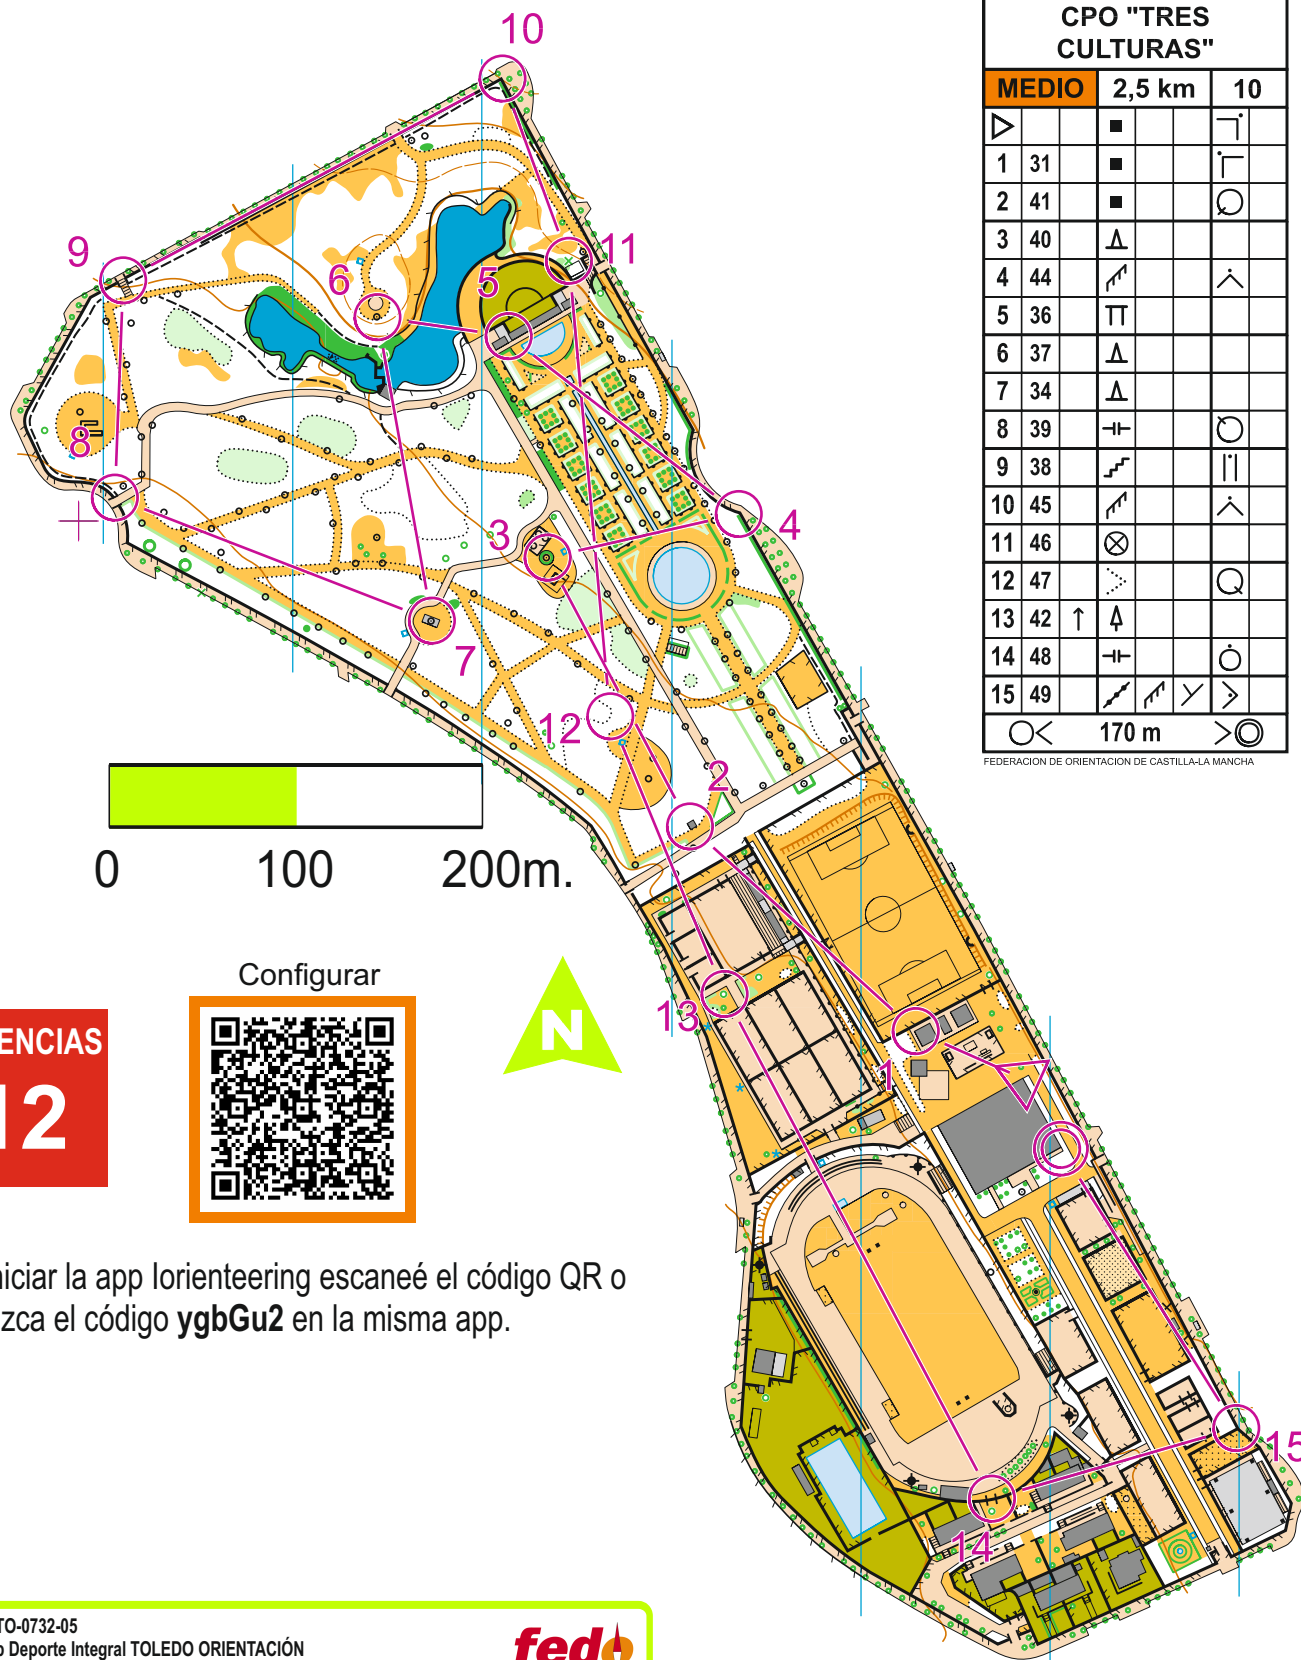 CPO "TRES
CULTURAS"
MEDIO 2,5 km 10
1 31
2 41
3 40
4 44
5 36
6 37
7 34
8 39
9 38
10 45
11 46
12 47
13 42
14 48
15 49
170 m
FEDERACION DE ORIENTACION DE CASTILLA-LA MANCHA
10
9
11
6
5
8
3
4
7
12
2
13
1
14
15
0 100 200m.
Configurar
N
ENCIAS
12
niciar la app Iorienteering escaneé el código QR o
zca el código ygbGu2 en la misma app.
TO-0732-05
o Deporte Integral TOLEDO ORIENTACIÓN
fedo